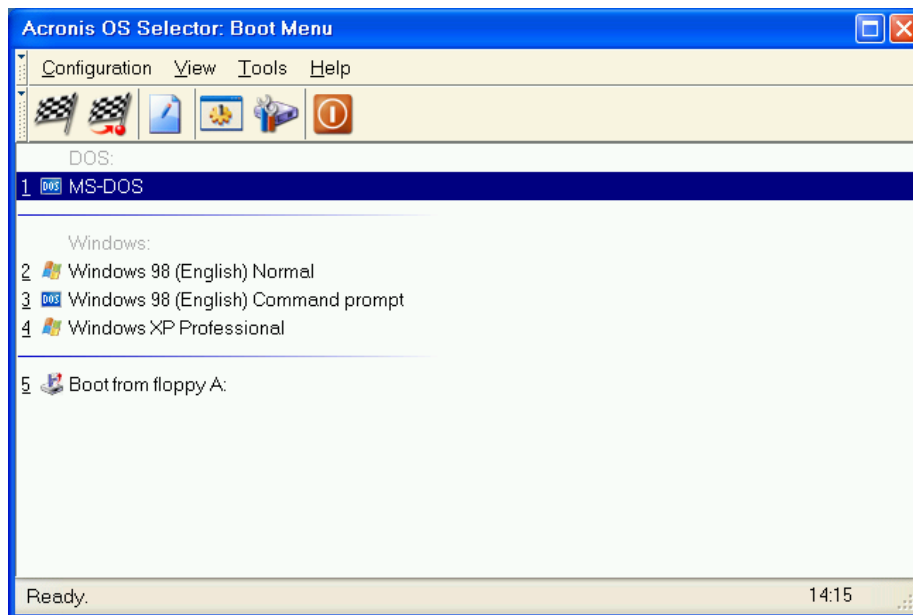 Acronis OS Selector: Boot Menu
Configuration View Tools Help
DOS:
1 DOS MS-DOS
Windows:
2 Windows 98 (English) Normal
3 DOS Windows 98 (English) Command prompt
4 Windows XP Professional
5 Boot from floppy A:
Ready. 14:15